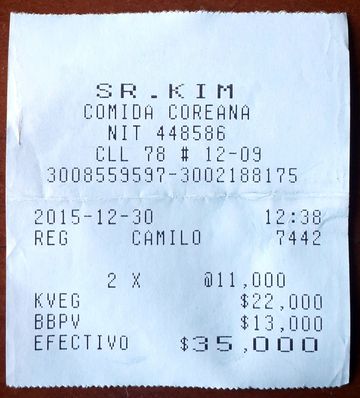 SR.KIM
COMIDA COREANA
NIT 448586
CLL 78 # 12-09
3008559597-3002188175
2015-12-30 12:38
REG CAMILO 7442
2 X @11,000
KVEG $22,000
BBPV $13,000
EFECTIVO $35,000